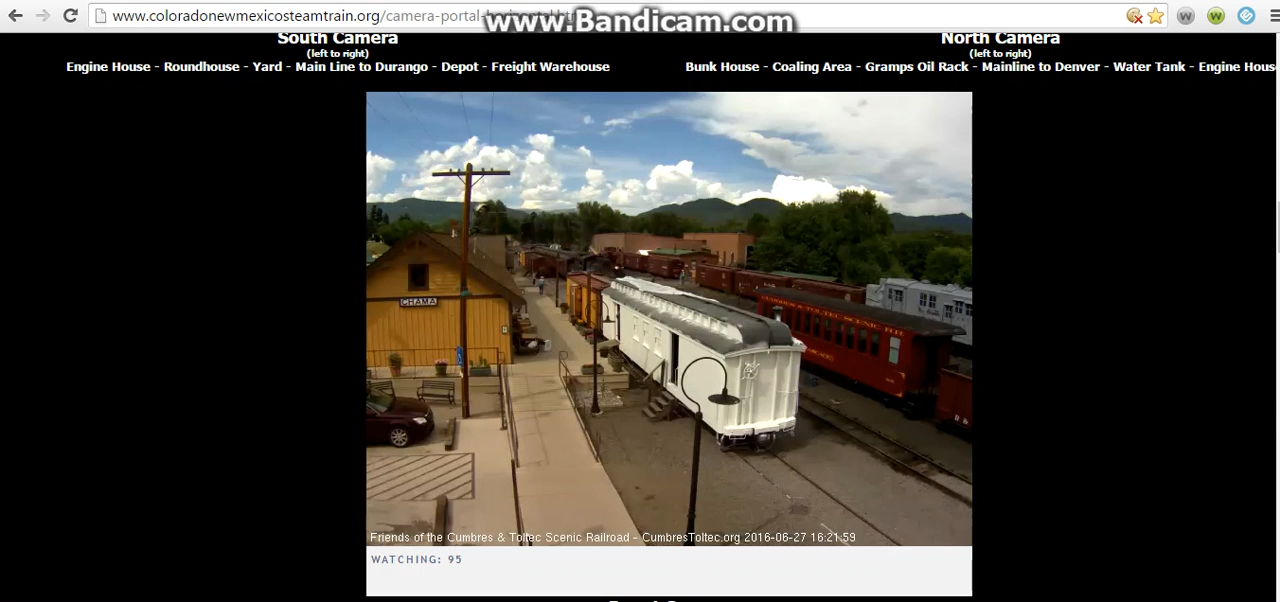 www.coloradonewmexicosteamtrain.org/camera-portal-
www.Bandicam.com
South Camera
(left to right)
Engine House - Roundhouse - Yard - Main Line to Durango - Depot - Freight Warehouse
North Camera
(left to right)
Bunk House - Coaling Area - Gramps Oil Rack - Mainline to Denver - Water Tank - Engine Hous
CHAMA
CUMBRES & TOLTEC SCENIC R.R.
Friends of the Cumbres & Toltec Scenic Railroad - CumbresToltec.org 2016-06-27 16:21:59
WATCHING: 95